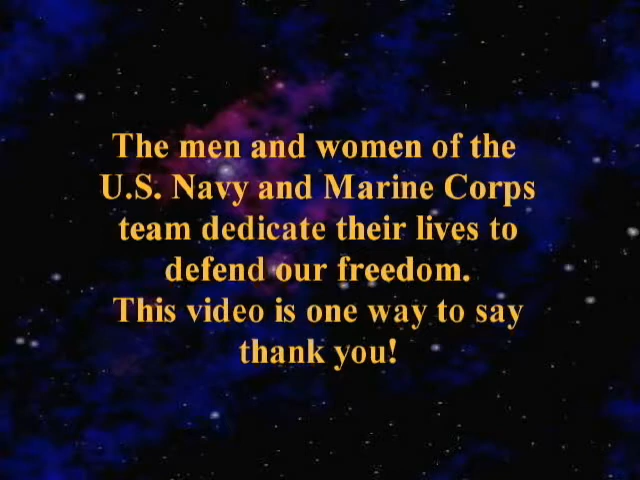 The men and women of the
U.S. Navy and Marine Corps
team dedicate their lives to
defend our freedom.
This video is one way to say
thank you!